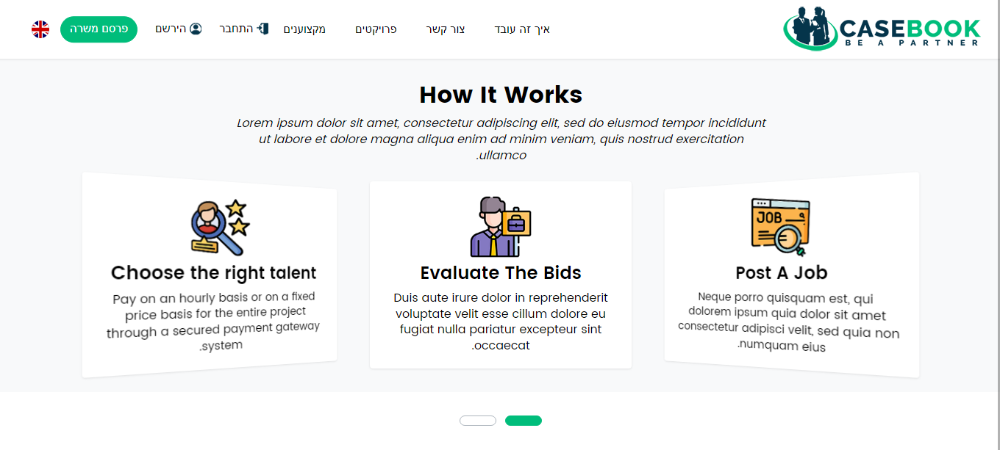 CASEBOOK
BE A PARTNER
איך זה עובד
צור קשר
פרויקטים
מקצוענים
התחבר
הירשם
פרסם משרה
How It Works
Lorem ipsum dolor sit amet, consectetur adipiscing elit, sed do eiusmod tempor incididunt
ut labore et dolore magna aliqua enim ad minim veniam, quis nostrud exercitation
.ullamco
JOB
Post A Job
Neque porro quisquam est, qui
dolorem ipsum quia dolor sit amet
consectetur adipisci velit, sed quia non
.numquam eius
Evaluate The Bids
Duis aute irure dolor in reprehenderit
voluptate velit esse cillum dolore eu
fugiat nulla pariatur excepteur sint
.occaecat
Choose the right talent
Pay on an hourly basis or on a fixed
price basis for the entire project
through a secured payment gateway
.system